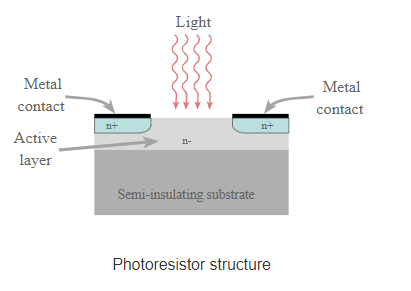 Light
Metal
contact
Metal
contact
n+
n+
Active
layer
n-
Semi-insulating substrate
Photoresistor structure